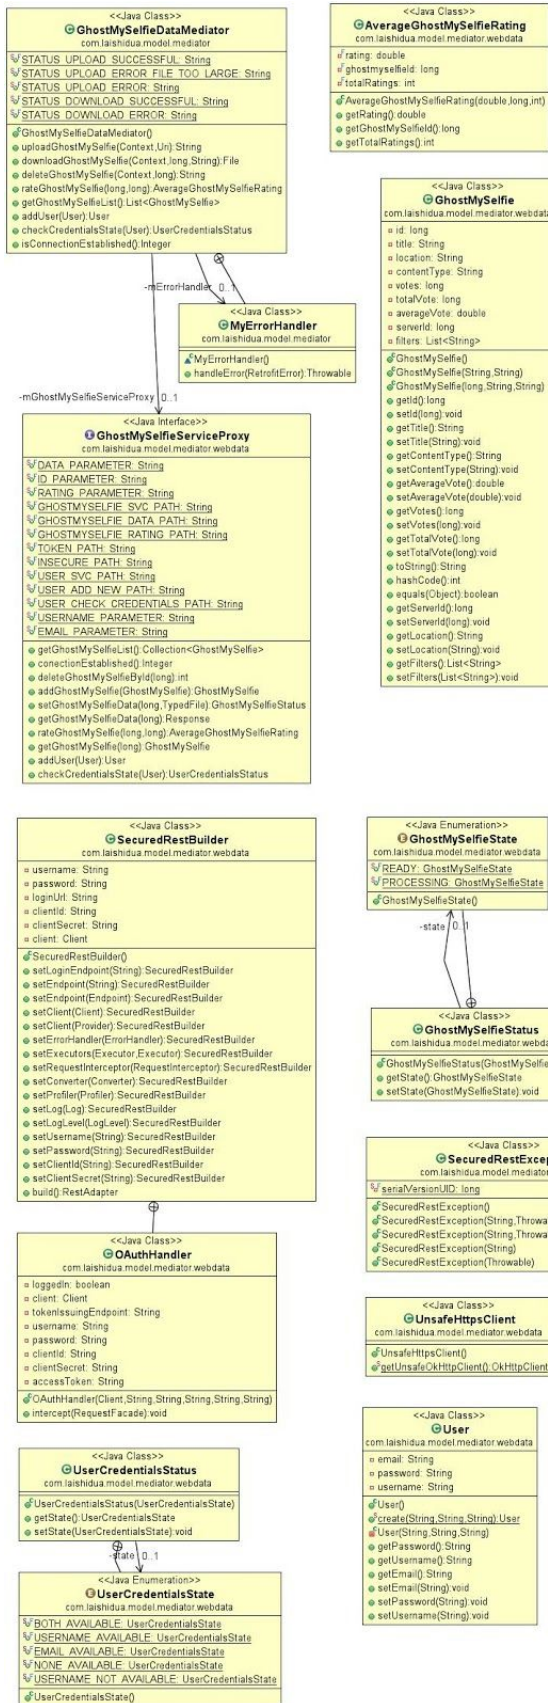 <<Java Class>>
GhostMySelfieDataMediator
com.laishidua.model.mediator
STATUS_UPLOAD_SUCCESSFUL: String
STATUS_UPLOAD_ERROR_FILE_TOO_LARGE: String
STATUS_UPLOAD_ERROR: String
STATUS_DOWNLOAD_SUCCESSFUL: String
STATUS_DOWNLOAD_ERROR: String
GhostMySelfieDataMediator()
uploadGhostMySelfie(Context,Uri):String
downloadGhostMySelfie(Context,long,String):File
deleteGhostMySelfie(Context,long):String
rateGhostMySelfie(long,long):AverageGhostMySelfieRating
getGhostMySelfieList():List<GhostMySelfie>
addUser(User):User
checkCredentialsState(User):UserCredentialsStatus
isConnectionEstablished():Integer
<<Java Class>>
AverageGhostMySelfieRating
com.laishidua.model.mediator.webdata
rating: double
ghostmyselfieId: long
totalRatings: int
AverageGhostMySelfieRating(double,long,int)
getRating():double
getGhostMySelfieId():long
getTotalRatings():int
<<Java Class>>
GhostMySelfie
com.laishidua.model.mediator.webdata
id: long
title: String
location: String
contentType: String
votes: long
totalVote: long
averageVote: double
serverId: long
filters: List<String>
GhostMySelfie()
GhostMySelfie(String,String)
GhostMySelfie(long,String,String)
getId():long
setId(long):void
getTitle():String
setTitle(String):void
getContentType():String
setContentType(String):void
getAverageVote():double
setAverageVote(double):void
getVotes():long
setVotes(long):void
getTotalVote():long
setTotalVote(long):void
toString():String
hashCode():int
equals(Object):boolean
getServerId():long
setServerId(long):void
getLocation():String
setLocation(String):void
getFilters():List<String>
setFilters(List<String>):void
-mErrorHandler 0..1
<<Java Class>>
MyErrorHandler
com.laishidua.model.mediator
MyErrorHandler()
handleError(RetrofitError):Throwable
-mGhostMySelfieServiceProxy 0..1
<<Java Interface>>
GhostMySelfieServiceProxy
com.laishidua.model.mediator.webdata
DATA_PARAMETER: String
ID_PARAMETER: String
RATING_PARAMETER: String
GHOSTMYSELFIE_SVC_PATH: String
GHOSTMYSELFIE_DATA_PATH: String
GHOSTMYSELFIE_RATING_PATH: String
TOKEN_PATH: String
INSECURE_PATH: String
USER_SVC_PATH: String
USER_ADD_NEW_PATH: String
USER_CHECK_CREDENTIALS_PATH: String
USERNAME_PARAMETER: String
EMAIL_PARAMETER: String
getGhostMySelfieList():Collection<GhostMySelfie>
conectionEstablished():Integer
deleteGhostMySelfieById(long):int
addGhostMySelfie(GhostMySelfie):GhostMySelfie
setGhostMySelfieData(long,TypedFile):GhostMySelfieStatus
getGhostMySelfieData(long):Response
rateGhostMySelfie(long,long):AverageGhostMySelfieRating
getGhostMySelfie(long):GhostMySelfie
addUser(User):User
checkCredentialsState(User):UserCredentialsStatus
<<Java Class>>
SecuredRestBuilder
com.laishidua.model.mediator.webdata
username: String
password: String
loginUrl: String
clientId: String
clientSecret: String
client: Client
SecuredRestBuilder()
setLoginEndpoint(String):SecuredRestBuilder
setEndpoint(String):SecuredRestBuilder
setEndpoint(Endpoint):SecuredRestBuilder
setClient(Client):SecuredRestBuilder
setClient(Provider):SecuredRestBuilder
setErrorHandler(ErrorHandler):SecuredRestBuilder
setExecutors(Executor,Executor):SecuredRestBuilder
setRequestInterceptor(RequestInterceptor):SecuredRestBuilder
setConverter(Converter):SecuredRestBuilder
setProfiler(Profiler):SecuredRestBuilder
setLog(Log):SecuredRestBuilder
setLogLevel(LogLevel):SecuredRestBuilder
setUsername(String):SecuredRestBuilder
setPassword(String):SecuredRestBuilder
setClientId(String):SecuredRestBuilder
setClientSecret(String):SecuredRestBuilder
build():RestAdapter
<<Java Enumeration>>
GhostMySelfieState
com.laishidua.model.mediator.webdata
READY: GhostMySelfieState
PROCESSING: GhostMySelfieState
GhostMySelfieState()
-state 0..1
<<Java Class>>
GhostMySelfieStatus
com.laishidua.model.mediator.webda
GhostMySelfieStatus(GhostMySelfie
getState():GhostMySelfieState
setState(GhostMySelfieState):void
<<Java Class>>
SecuredRestExcep
com.laishidua.model.mediator
serialVersionUID: long
SecuredRestException()
SecuredRestException(String,Throwa
SecuredRestException(String,Throwa
SecuredRestException(String)
SecuredRestException(Throwable)
<<Java Class>>
OAuthHandler
com.laishidua.model.mediator.webdata
loggedIn: boolean
client: Client
tokenIssuingEndpoint: String
username: String
password: String
clientId: String
clientSecret: String
accessToken: String
OAuthHandler(Client,String,String,String,String,String)
intercept(RequestFacade):void
<<Java Class>>
UnsafeHttpsClient
com.laishidua.model.mediator.webdata
UnsafeHttpsClient()
getUnsafeOkHttpClient():OkHttpClient
<<Java Class>>
User
com.laishidua.model.mediator.webdata
email: String
password: String
username: String
User()
create(String,String,String):User
User(String,String,String)
getPassword():String
getUsername():String
getEmail():String
setEmail(String):void
setPassword(String):void
setUsername(String):void
<<Java Class>>
UserCredentialsStatus
com.laishidua.model.mediator.webdata
UserCredentialsStatus(UserCredentialsState)
getState():UserCredentialsState
setState(UserCredentialsState):void
-state 0..1
<<Java Enumeration>>
UserCredentialsState
com.laishidua.model.mediator.webdata
BOTH_AVAILABLE: UserCredentialsState
USERNAME_AVAILABLE: UserCredentialsState
EMAIL_AVAILABLE: UserCredentialsState
NONE_AVAILABLE: UserCredentialsState
USERNAME_NOT_AVAILABLE: UserCredentialsState
UserCredentialsState()